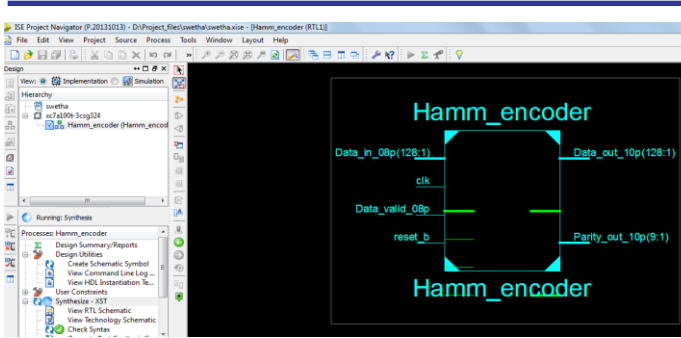 ISE Project Navigator (P.20131013) - D:\Project_files\swetha\swetha.xise - [Hamm_encoder (RTL1)]
File Edit View Project Source Process Tools Window Layout Help
Design
View: Implementation Simulation
Hierarchy
swetha
xc7a100t-3csg324
Hamm_encoder (Hamm_encod
Running: Synthesis
Processes: Hamm_encoder
Design Summary/Reports
Design Utilities
Create Schematic Symbol
View Command Line Log ...
View HDL Instantiation Te...
User Constraints
Synthesize - XST
View RTL Schematic
View Technology Schematic
Check Syntax
Hamm_encoder
Data_in_08p(128:1)
Data_out_10p(128:1)
clk
Data_valid_08p
reset_b
Parity_out_10p(9:1)
Hamm_encoder